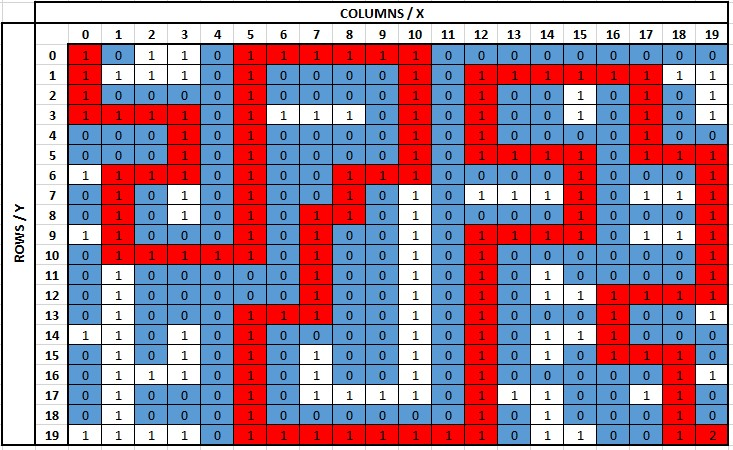 COLUMNS / X
0 1 2 3 4 5 6 7 8 9 10 11 12 13 14 15 16 17 18 19
ROWS / Y
0 1 0 1 1 0 1 1 1 1 1 1 0 0 0 0 0 0 0 0 0
1 1 1 1 1 0 1 0 0 0 0 1 0 1 1 1 1 1 1 1 1
2 1 0 0 0 0 1 0 0 0 0 1 0 1 0 0 1 0 1 0 1
3 1 1 1 1 0 1 1 1 1 0 1 0 1 0 0 1 0 1 0 1
4 0 0 0 1 0 1 0 0 0 0 1 0 1 0 0 0 0 1 0 0
5 0 0 0 1 0 1 0 0 0 0 1 0 1 1 1 1 0 1 1 1
6 1 1 1 1 0 1 0 0 1 1 1 0 0 0 0 1 0 0 0 1
7 0 1 0 1 0 1 0 0 1 0 1 0 1 1 1 1 0 1 1 1
8 0 1 0 1 0 1 0 1 1 0 1 0 0 0 0 1 0 0 0 1
9 1 1 0 0 0 1 0 1 0 0 1 0 1 1 1 1 0 1 1 1
10 0 1 1 1 1 1 0 1 0 0 1 0 1 0 0 0 0 0 0 1
11 0 1 0 0 0 0 0 1 0 0 1 0 1 0 1 0 0 0 0 1
12 0 1 0 0 0 0 0 1 0 0 1 0 1 0 1 1 1 1 1 1
13 0 1 0 0 0 1 1 1 0 0 1 0 1 0 0 0 1 0 0 1
14 1 1 0 1 0 1 0 0 0 0 1 0 1 0 1 1 1 0 0 0
15 0 1 0 1 0 1 0 1 0 0 1 0 1 0 1 0 1 1 1 0
16 0 1 1 1 0 1 0 1 0 0 1 0 1 0 0 0 0 0 1 1
17 0 1 0 0 0 1 0 1 1 1 1 0 1 1 1 0 0 1 1 0
18 0 1 0 0 0 1 0 0 0 0 0 0 1 0 1 0 0 0 1 0
19 1 1 1 1 0 1 1 1 1 1 1 1 1 0 1 1 0 0 1 2